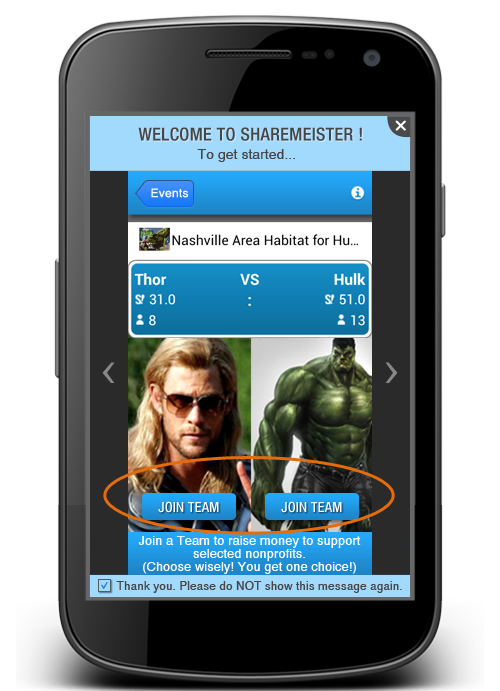 WELCOME TO SHAREMEISTER !
To get started...
Events
Nashville Area Habitat for Hu...
Thor VS Hulk
31.0 : 51.0
8 13
JOIN TEAM JOIN TEAM
Join a Team to raise money to support
selected nonprofits.
(Choose wisely! You get one choice!)
Thank you. Please do NOT show this message again.